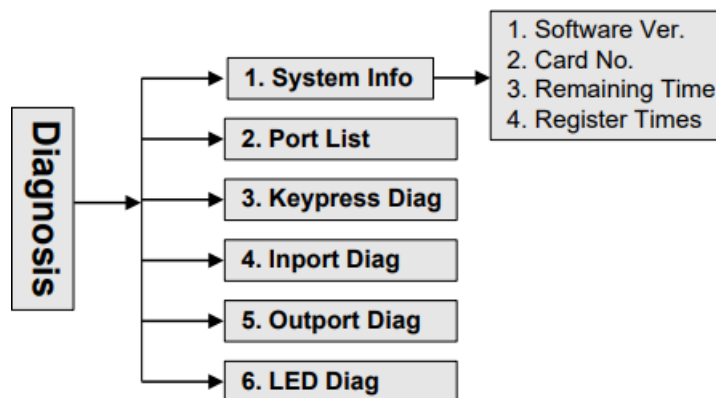 Diagnosis
1. System Info
2. Port List
3. Keypress Diag
4. Inport Diag
5. Outport Diag
6. LED Diag
1. Software Ver.
2. Card No.
3. Remaining Time
4. Register Times